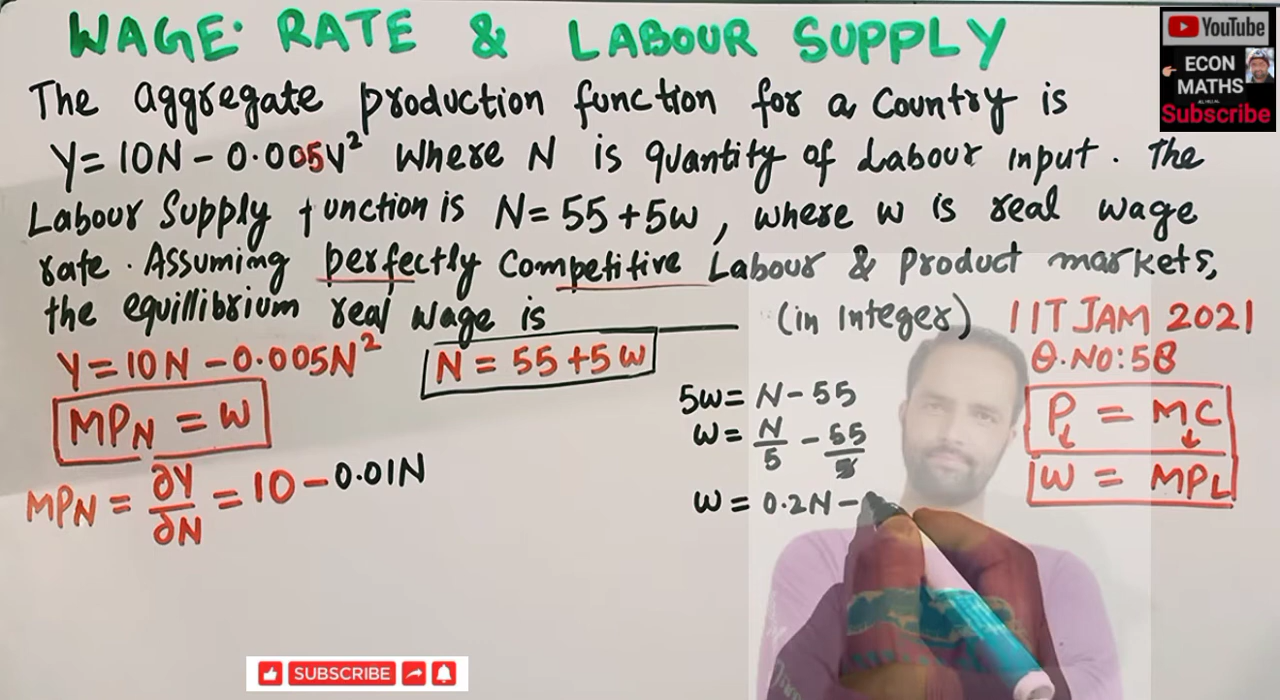 WAGE RATE & LABOUR SUPPLY
YouTube
ECON
MATHS
Subscribe
The aggregate production function for a Country is
Y = 10N - 0.005N² Where N is quantity of Labour input. The
Labour Supply function is N = 55 + 5w, where w is real wage
rate. Assuming perfectly Competitive Labour & product markets,
the equillibrium real Wage is ______ (in Integer) IIT JAM 2021
Y = 10N - 0.005N² N = 55 + 5w Q.NO: 58
MPN = W
5w = N - 55
P = MC
w = N/5 - 55/5
W = MPL
MPN = ∂Y/∂N = 10 - 0.01N
w = 0.2N -
SUBSCRIBE